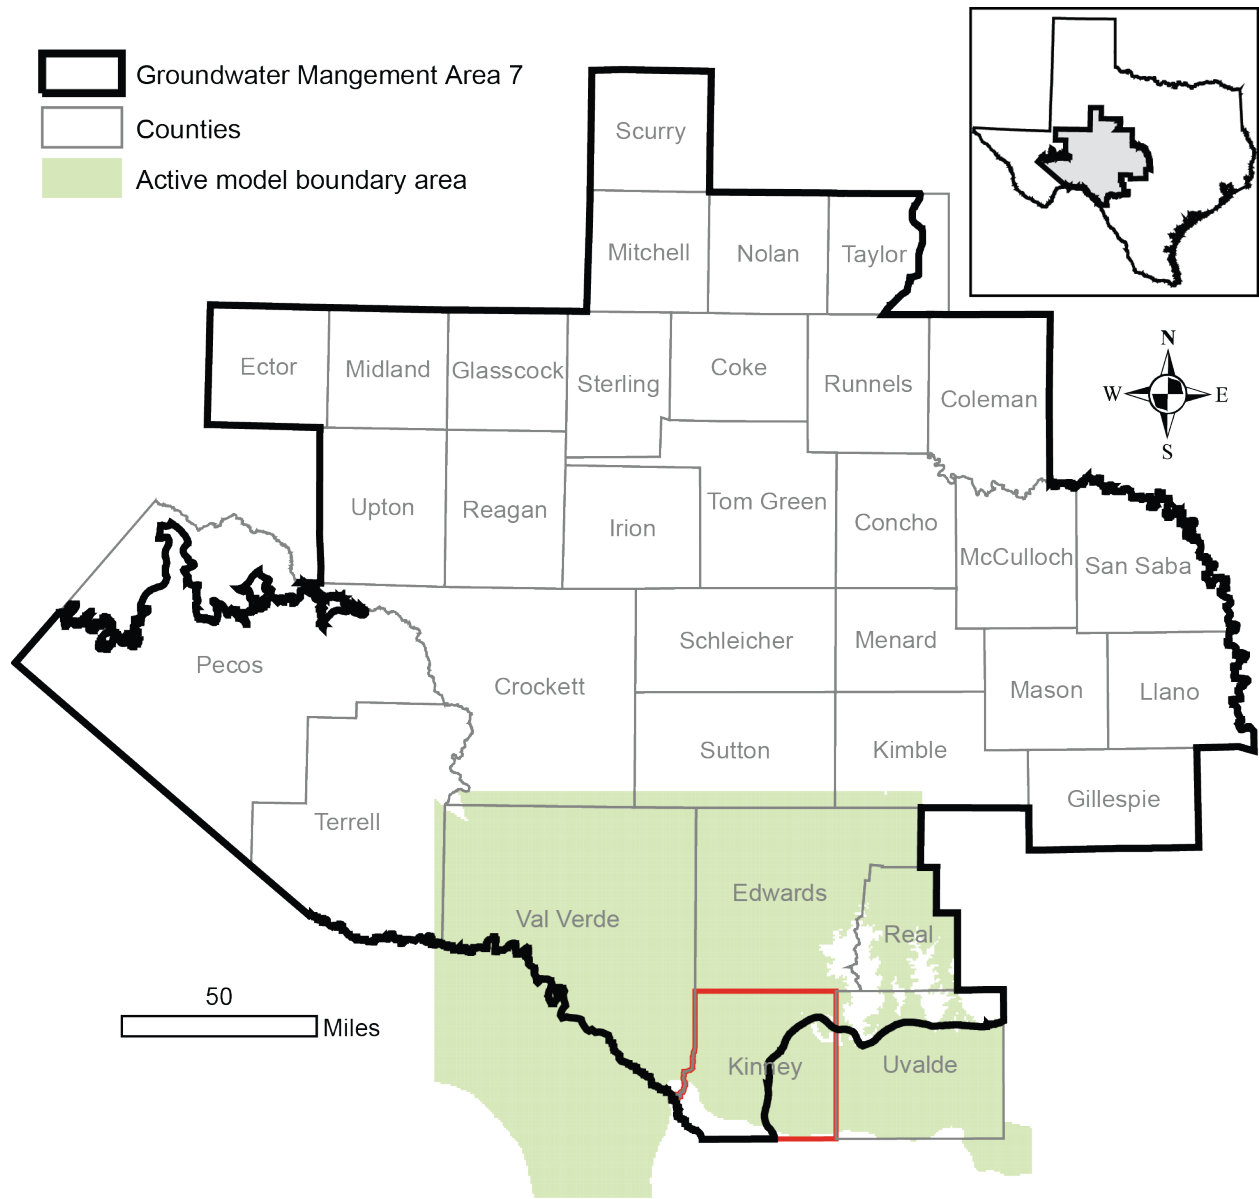 Groundwater Mangement Area 7
Counties
Active model boundary area
Scurry
Mitchell
Nolan
Taylor
Ector
Midland
Glasscock
Sterling
Coke
Runnels
Coleman
N
W
E
S
Upton
Reagan
Irion
Tom Green
Concho
McCulloch
San Saba
Pecos
Crockett
Schleicher
Menard
Mason
Llano
Sutton
Kimble
Gillespie
Terrell
Val Verde
Edwards
Real
Kinney
Uvalde
50
Miles